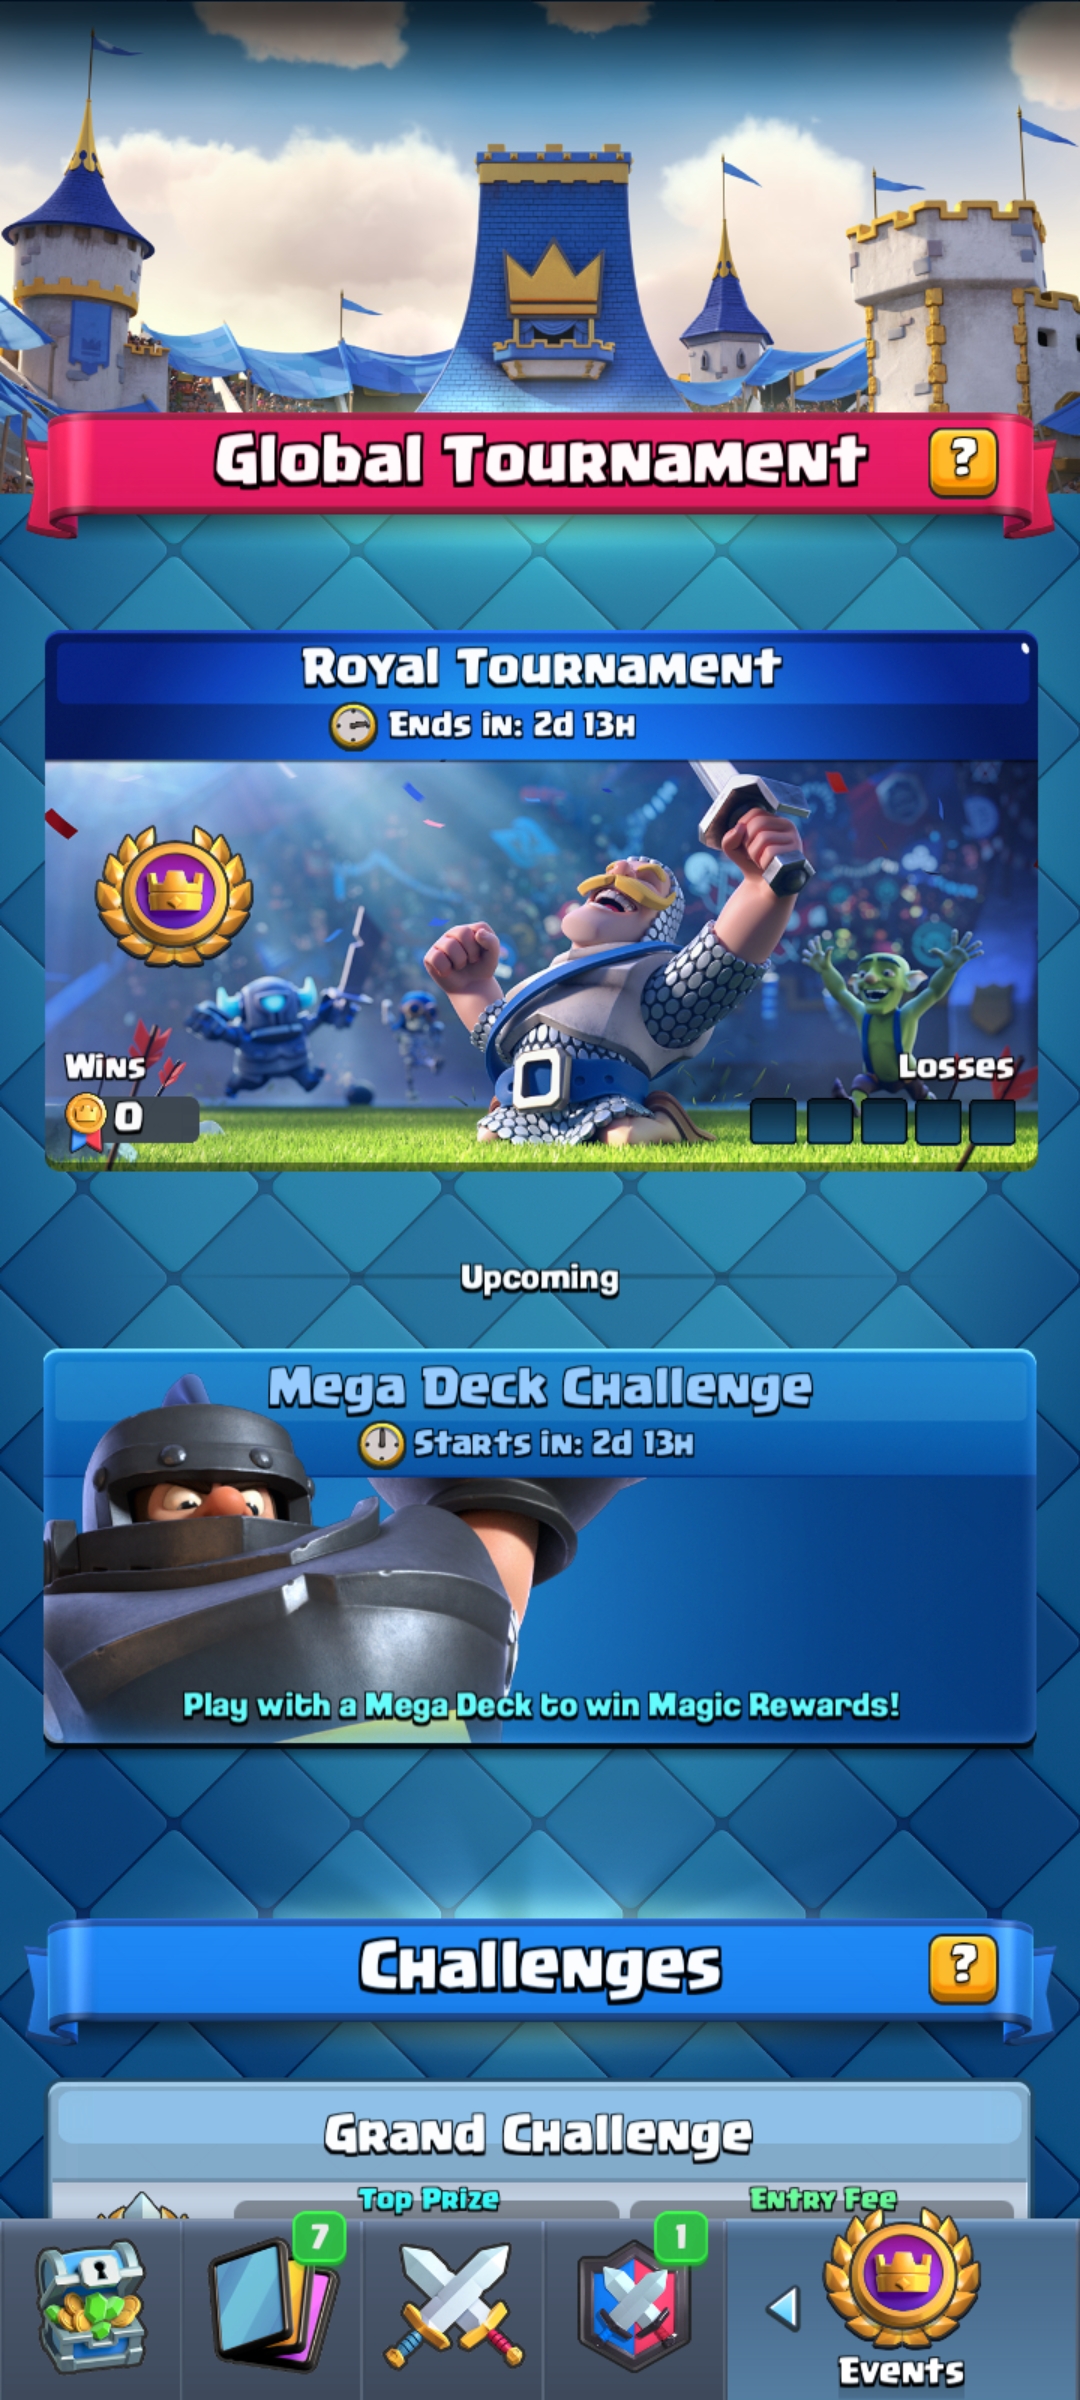 Global Tournament
?
Royal Tournament
Ends in: 2d 13h
Wins
0
Losses
Upcoming
Mega Deck Challenge
Starts in: 2d 13h
Play with a Mega Deck to win Magic Rewards!
Challenges
?
Grand Challenge
Top Prize
Entry Fee
7
1
Events